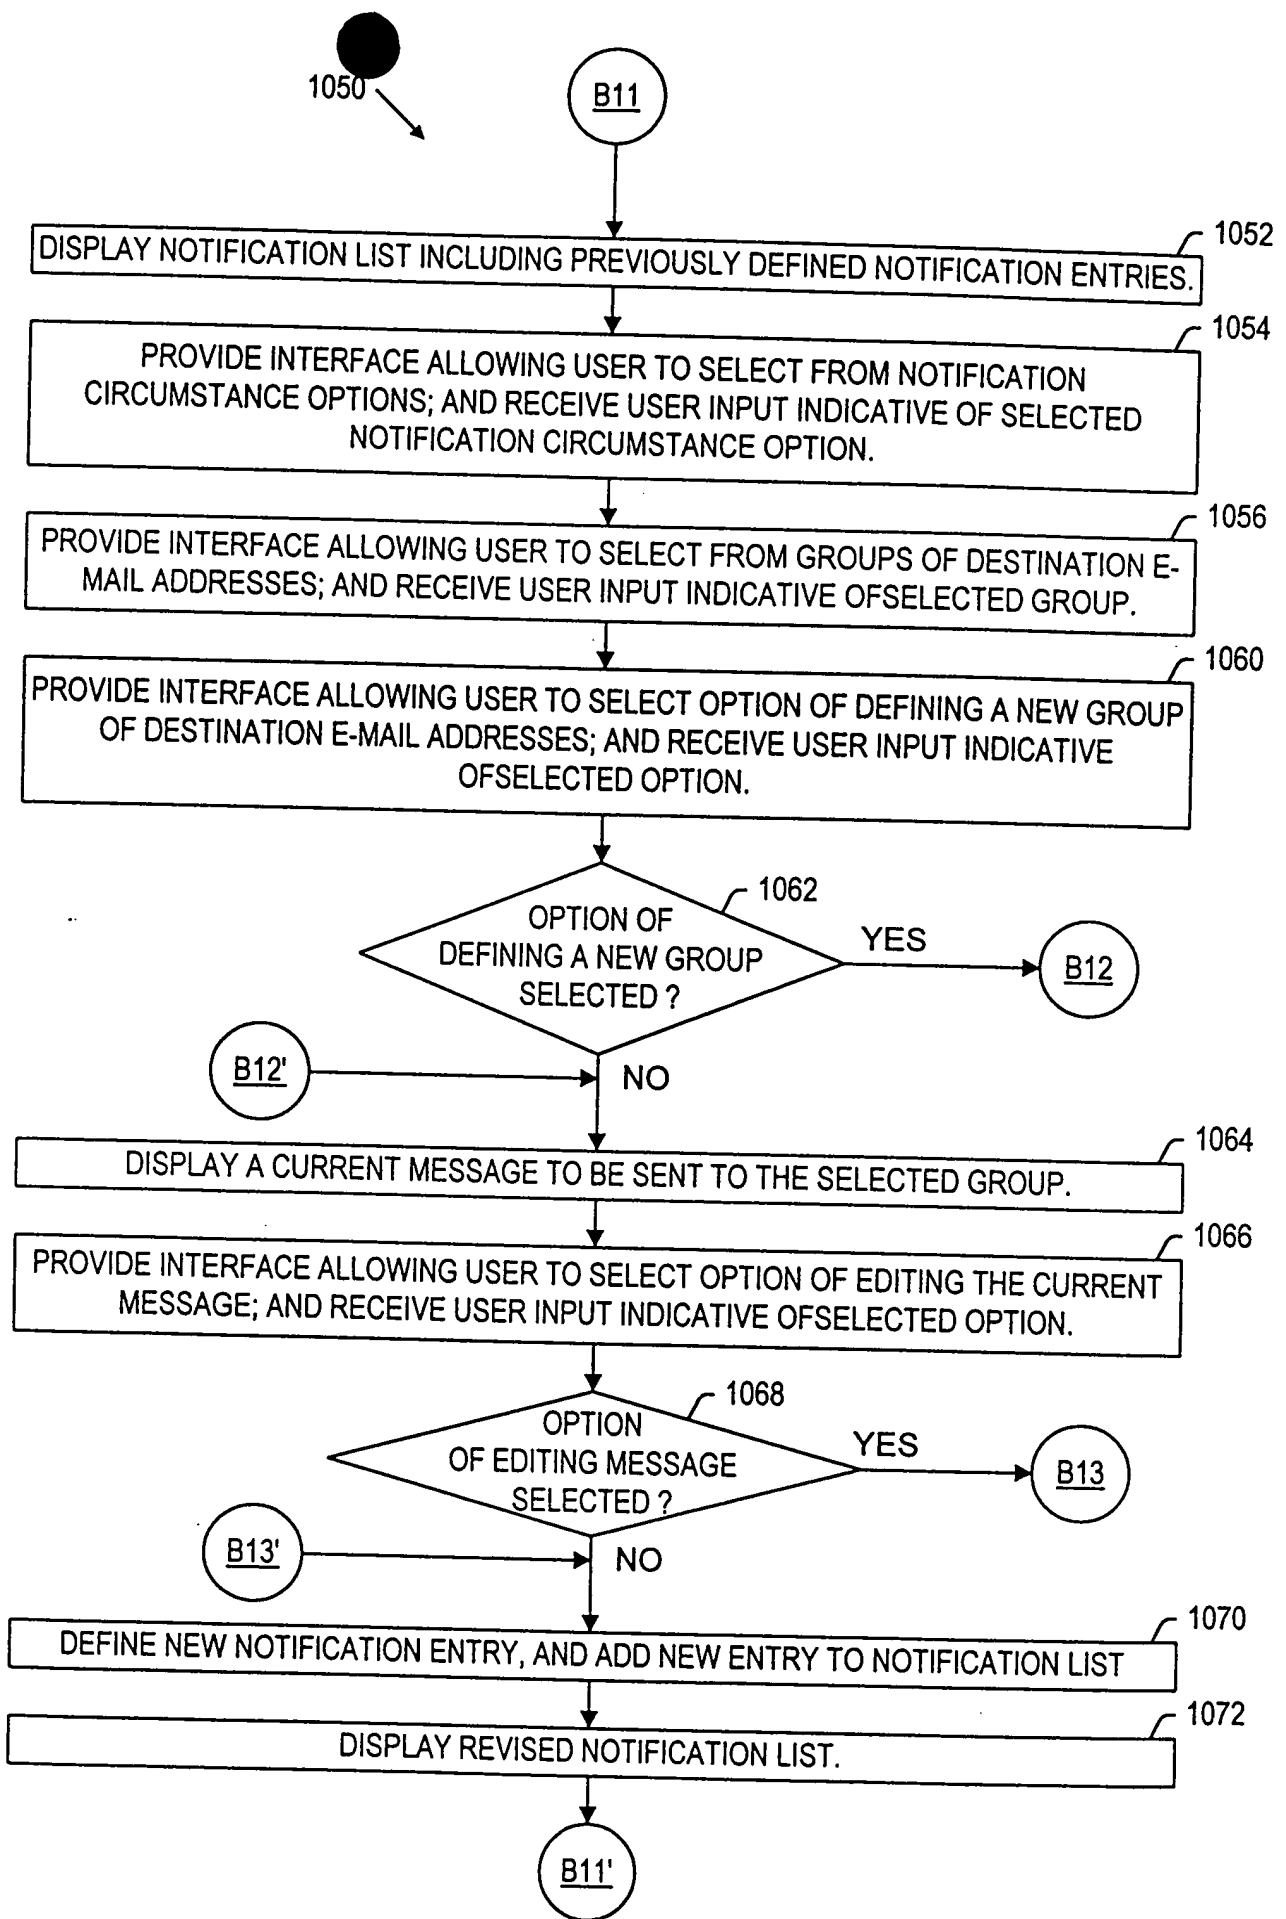 1050
B11
1052
DISPLAY NOTIFICATION LIST INCLUDING PREVIOUSLY DEFINED NOTIFICATION ENTRIES.
1054
PROVIDE INTERFACE ALLOWING USER TO SELECT FROM NOTIFICATION
CIRCUMSTANCE OPTIONS; AND RECEIVE USER INPUT INDICATIVE OF SELECTED
NOTIFICATION CIRCUMSTANCE OPTION.
1056
PROVIDE INTERFACE ALLOWING USER TO SELECT FROM GROUPS OF DESTINATION E-
MAIL ADDRESSES; AND RECEIVE USER INPUT INDICATIVE OFSELECTED GROUP.
1060
PROVIDE INTERFACE ALLOWING USER TO SELECT OPTION OF DEFINING A NEW GROUP
OF DESTINATION E-MAIL ADDRESSES; AND RECEIVE USER INPUT INDICATIVE
OFSELECTED OPTION.
1062
OPTION OF
DEFINING A NEW GROUP
SELECTED ?
YES
B12
B12'
NO
1064
DISPLAY A CURRENT MESSAGE TO BE SENT TO THE SELECTED GROUP.
1066
PROVIDE INTERFACE ALLOWING USER TO SELECT OPTION OF EDITING THE CURRENT
MESSAGE; AND RECEIVE USER INPUT INDICATIVE OFSELECTED OPTION.
1068
OPTION
OF EDITING MESSAGE
SELECTED ?
YES
B13
B13'
NO
1070
DEFINE NEW NOTIFICATION ENTRY, AND ADD NEW ENTRY TO NOTIFICATION LIST
1072
DISPLAY REVISED NOTIFICATION LIST.
B11'